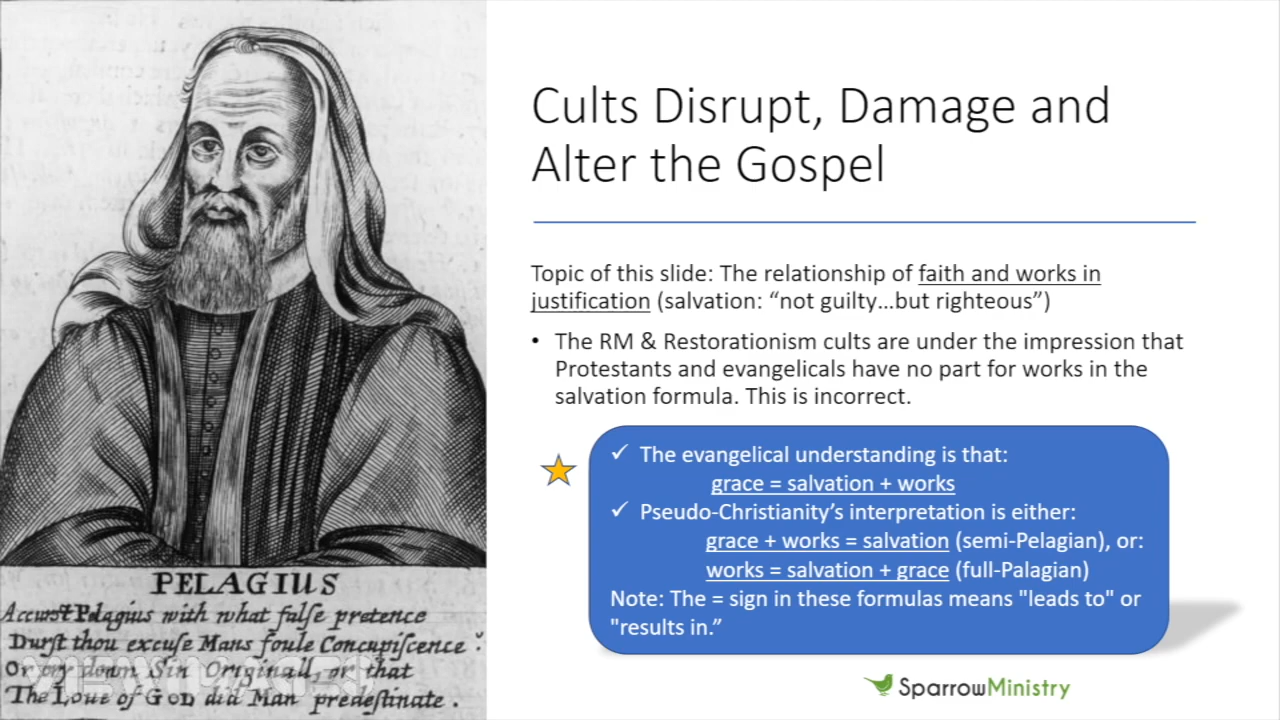 Cults Disrupt, Damage and
Alter the Gospel
Topic of this slide: The relationship of faith and works in
justification (salvation: “not guilty...but righteous”)
• The RM & Restorationism cults are under the impression that
Protestants and evangelicals have no part for works in the
salvation formula. This is incorrect.
✓ The evangelical understanding is that:
grace = salvation + works
✓ Pseudo-Christianity’s interpretation is either:
grace + works = salvation (semi-Pelagian), or:
works = salvation + grace (full-Palagian)
Note: The = sign in these formulas means "leads to" or
"results in.”
SparrowMinistry
PELAGIUS
Accurst Pelagius with what falſe pretence
Durſt thou excuſe Mans foule Concupiſcence
Or cry down Sin Originall, or that
The Loue of GOD did Man predeſtinate.